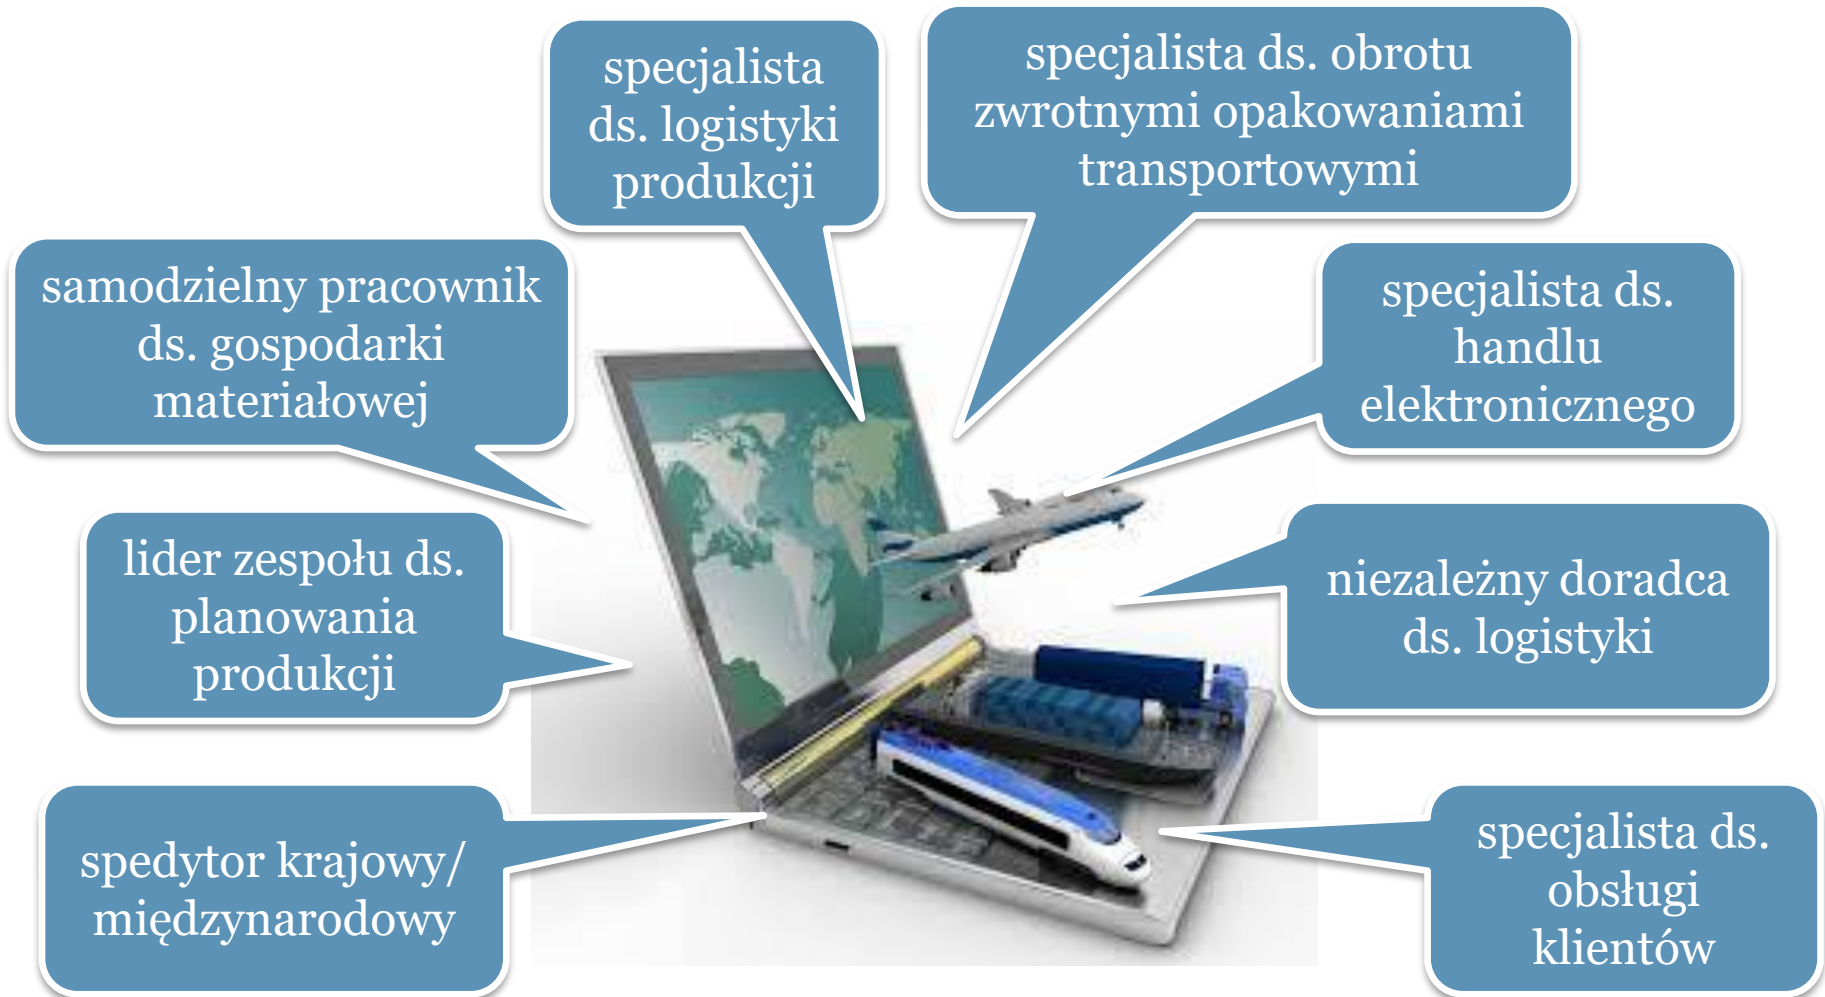 specjalista
ds. logistyki
produkcji
specjalista ds. obrotu
zwrotnymi opakowaniami
transportowymi
samodzielny pracownik
ds. gospodarki
materiałowej
specjalista ds.
handlu
elektronicznego
lider zespołu ds.
planowania
produkcji
niezależny doradca
ds. logistyki
spedytor krajowy/
międzynarodowy
specjalista ds.
obsługi
klientów